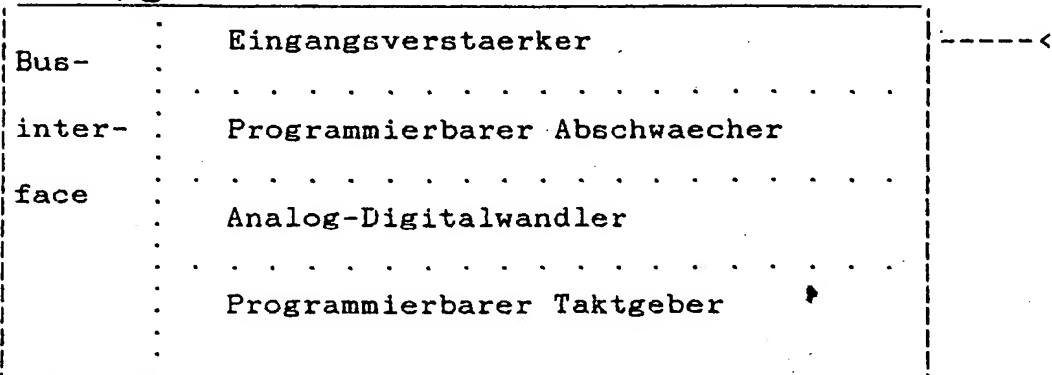 Eingangsverstaerker
Bus-
inter- Programmierbarer Abschwaecher
face
Analog-Digitalwandler
Programmierbarer Taktgeber